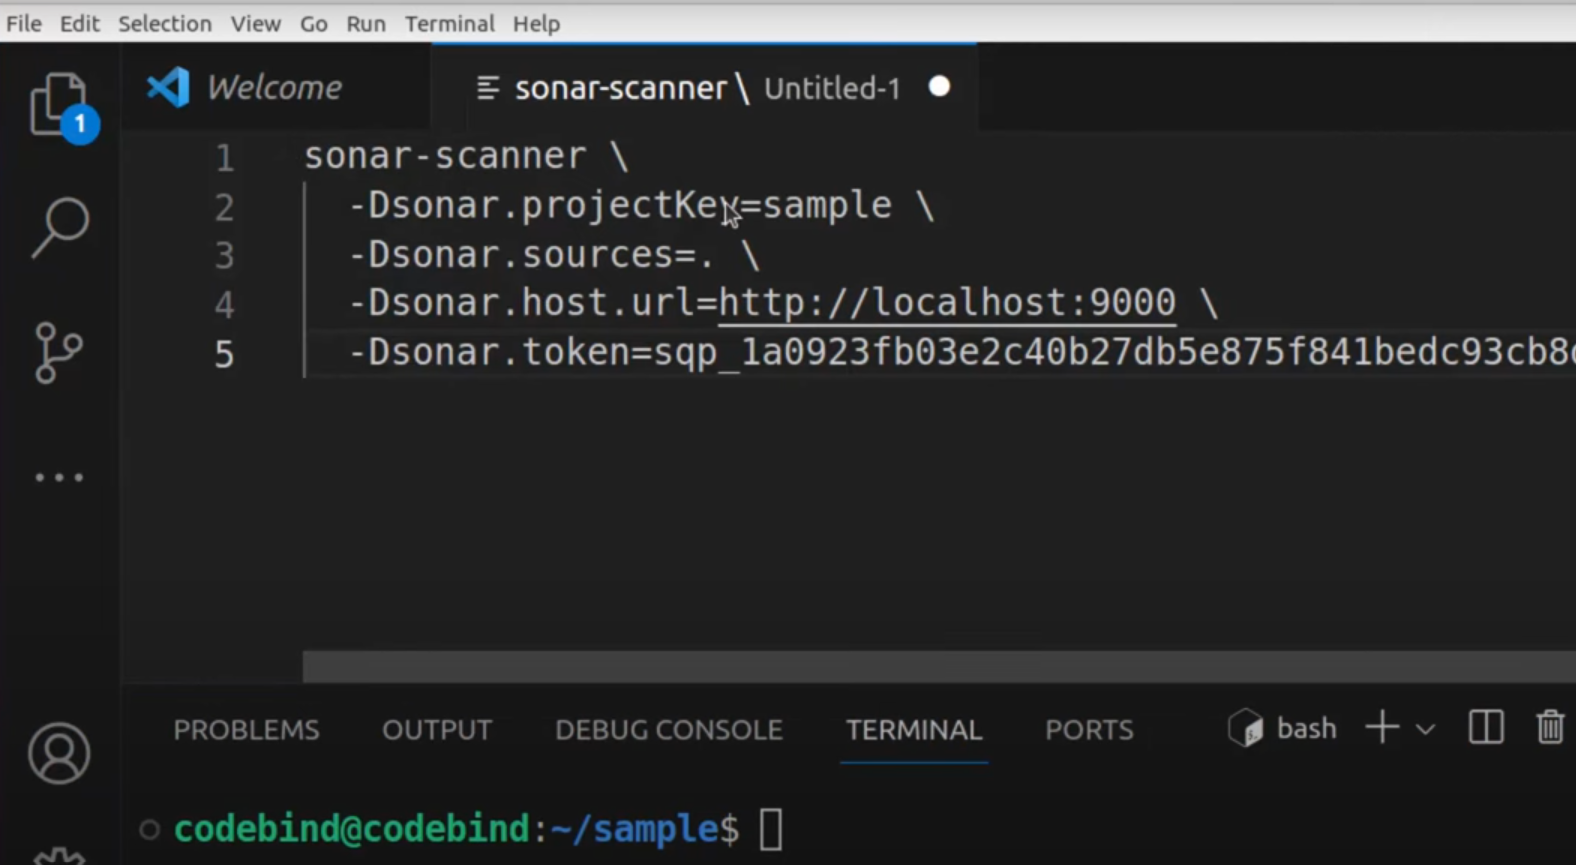 File Edit Selection View Go Run Terminal Help
1
Welcome
sonar-scanner \ Untitled-1
1 sonar-scanner \
2 -Dsonar.projectKey=sample \
3 -Dsonar.sources=. \
4 -Dsonar.host.url=http://localhost:9000 \
5 -Dsonar.token=sqp_1a0923fb03e2c40b27db5e875f841bedc93cb8
PROBLEMS OUTPUT DEBUG CONSOLE TERMINAL PORTS bash
codebind@codebind:~/sample$